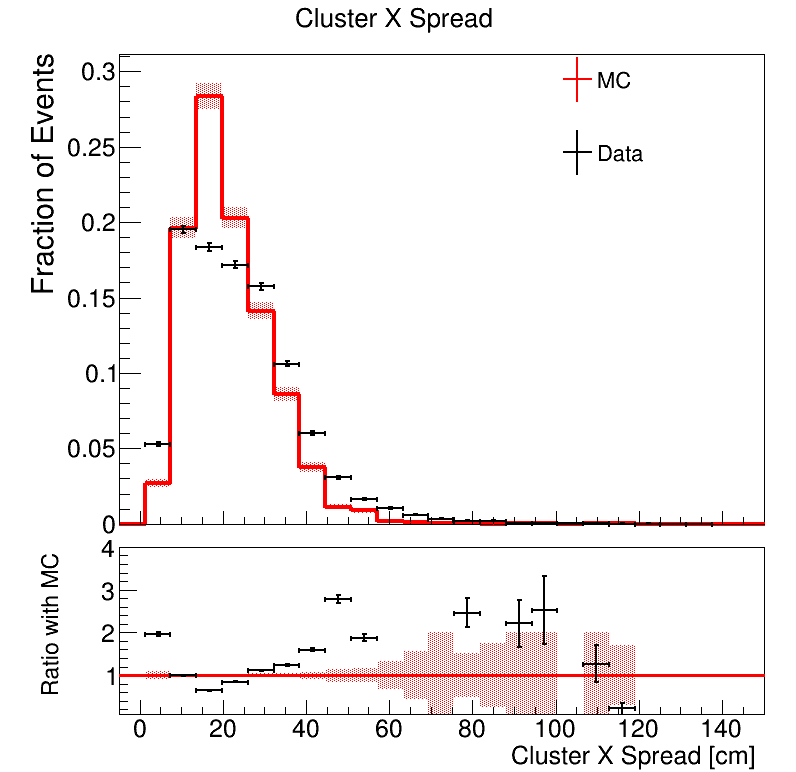 Cluster X Spread
Fraction of Events
0.3
0.25
0.2
0.15
0.1
0.05
0
MC
Data
Ratio with MC
4
3
2
1
0 20 40 60 80 100 120 140
Cluster X Spread [cm]